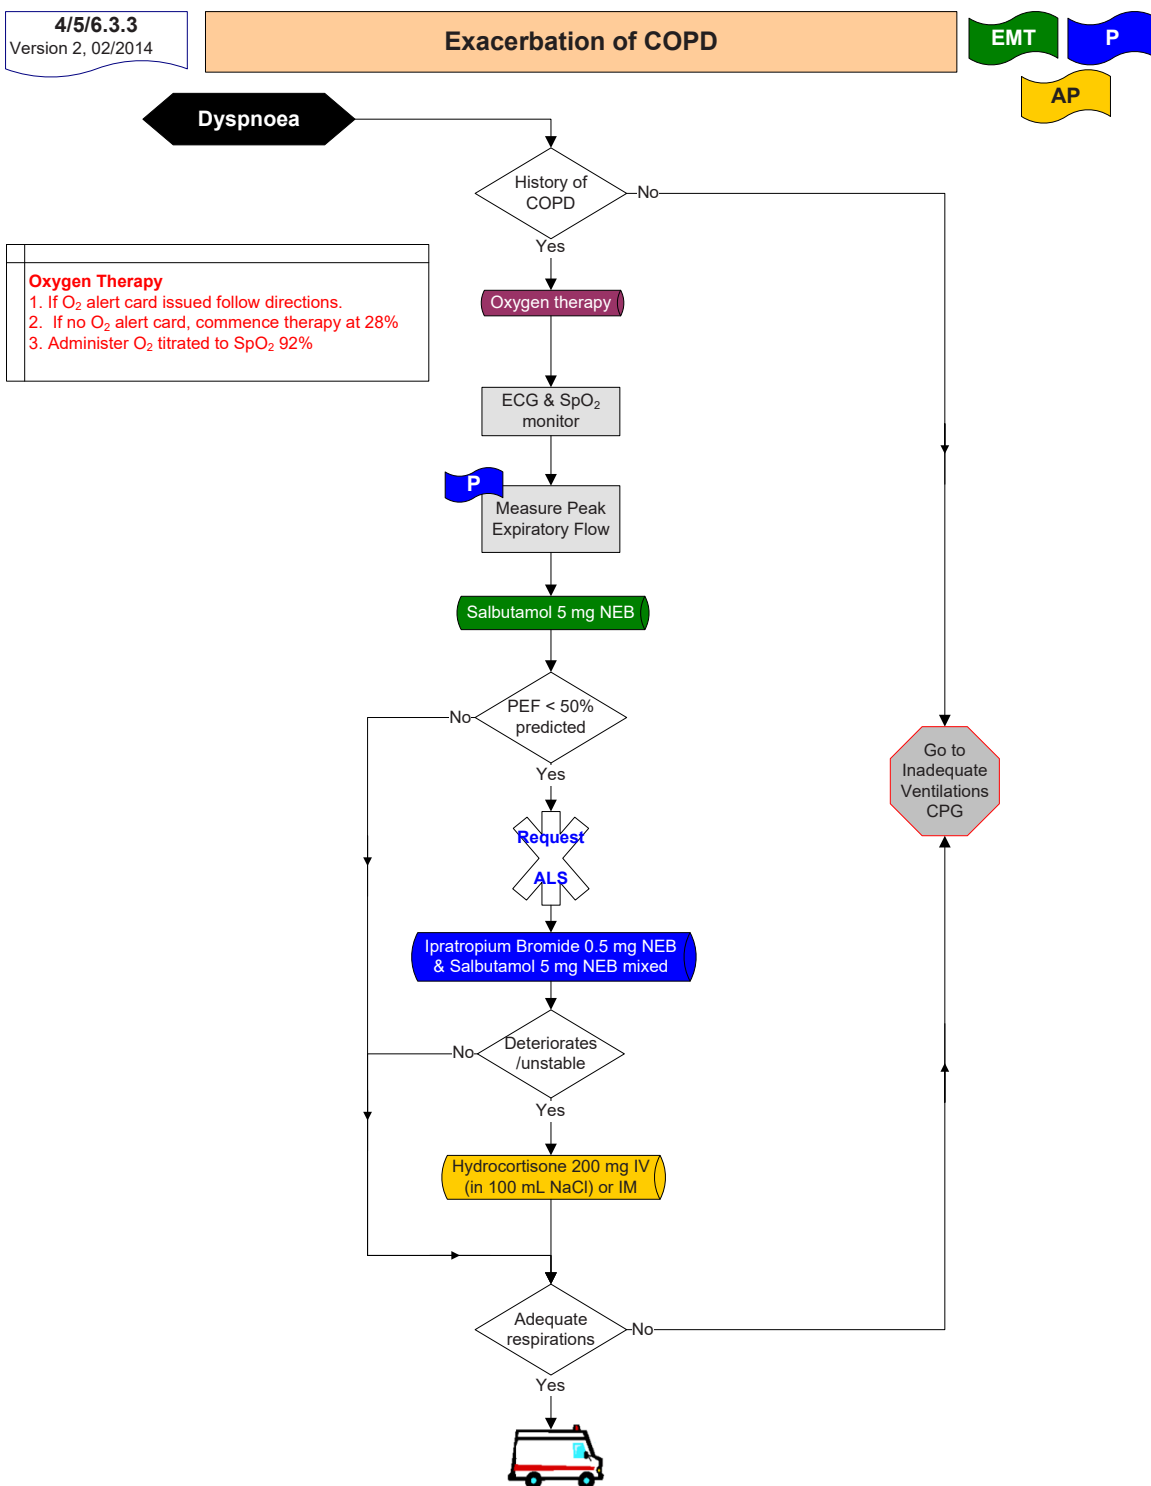 4/5/6.3.3
Version 2, 02/2014
Exacerbation of COPD
EMT
P
AP
Dyspnoea
History of
COPD
No
Yes
Oxygen Therapy
1. If O₂ alert card issued follow directions.
2. If no O₂ alert card, commence therapy at 28%
3. Administer O₂ titrated to SpO₂ 92%
Oxygen therapy
ECG & SpO₂
monitor
P
Measure Peak
Expiratory Flow
Salbutamol 5 mg NEB
PEF < 50%
predicted
No
Yes
Go to
Inadequate
Ventilations
CPG
Request
ALS
Ipratropium Bromide 0.5 mg NEB
& Salbutamol 5 mg NEB mixed
Deteriorates
/unstable
No
Yes
Hydrocortisone 200 mg IV
(in 100 mL NaCl) or IM
Adequate
respirations
No
Yes